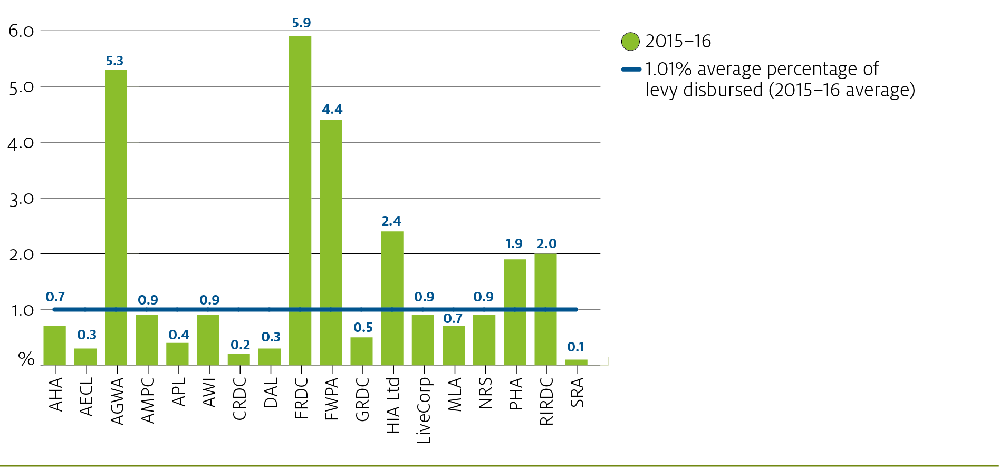 6.0
5.0
4.0
3.0
2.0
1.0
%
0.7
0.3
5.3
0.9
0.4
0.9
0.2
0.3
5.9
4.4
0.5
2.4
0.9
0.7
0.9
1.9
2.0
0.1
AHA
AECL
AGWA
AMPC
APL
AWI
CRDC
DAL
FRDC
FWPA
GRDC
HIA Ltd
LiveCorp
MLA
NRS
PHA
RIRDC
SRA
2015–16
1.01% average percentage of
levy disbursed (2015–16 average)